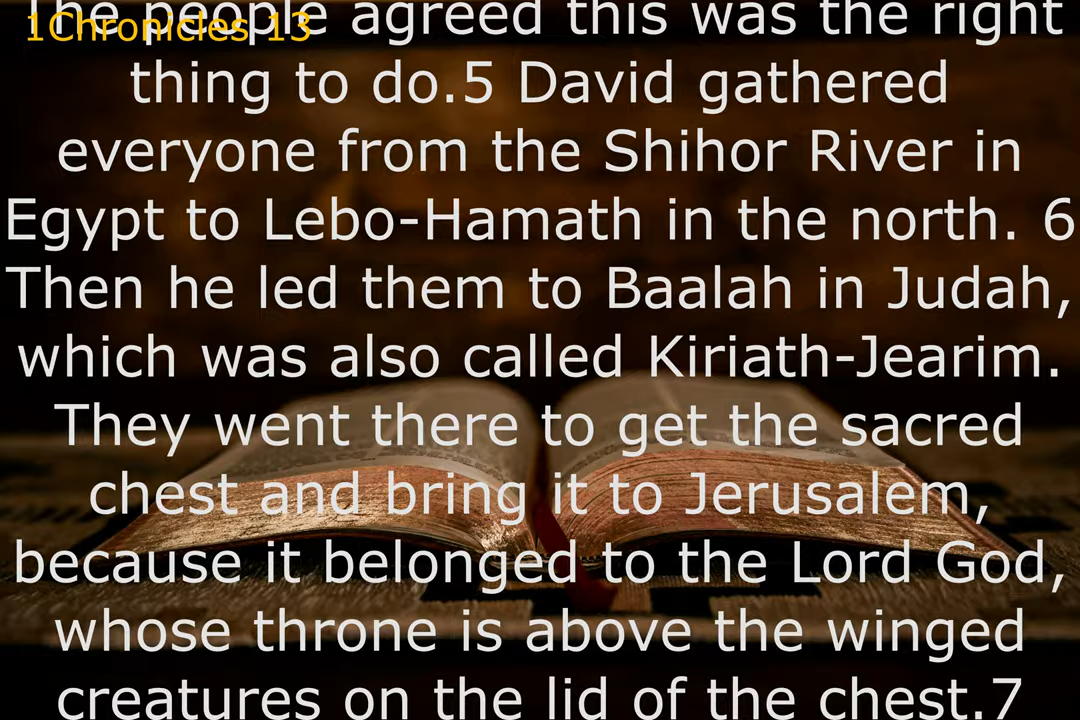 1Chronicles 13
The people agreed this was the right
thing to do.5 David gathered
everyone from the Shihor River in
Egypt to Lebo-Hamath in the north. 6
Then he led them to Baalah in Judah,
which was also called Kiriath-Jearim.
They went there to get the sacred
chest and bring it to Jerusalem,
because it belonged to the Lord God,
whose throne is above the winged
creatures on the lid of the chest.7